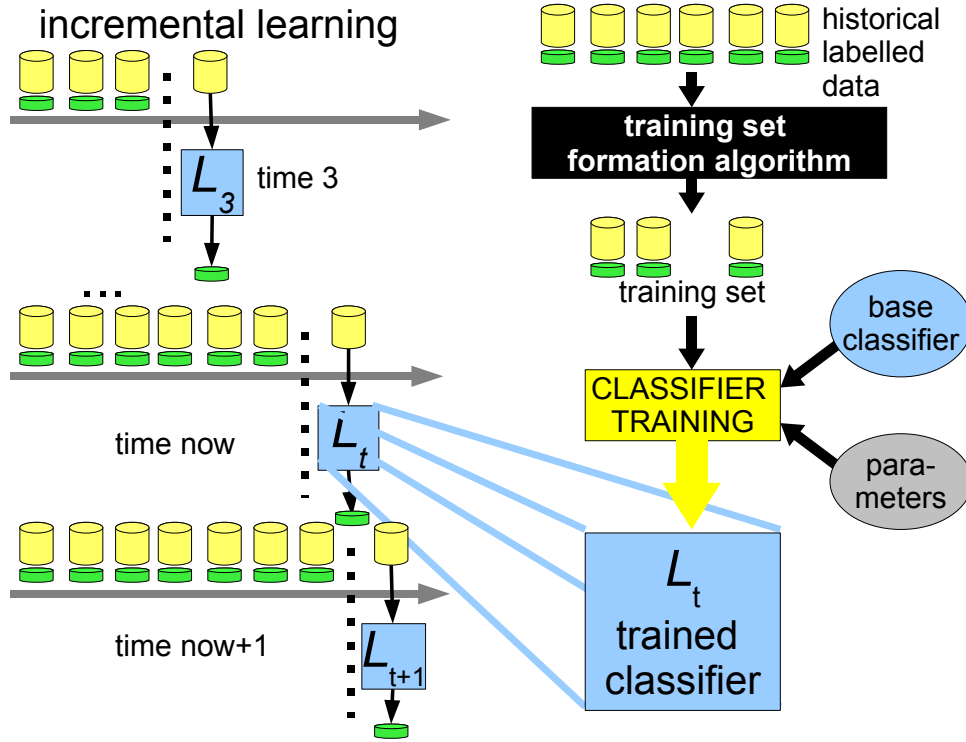 incremental learning
L3
time 3
...
time now
Lt
time now+1
Lt+1
historical
labelled
data
training set
formation algorithm
training set
base
classifier
CLASSIFIER
TRAINING
para-
meters
Lt
trained
classifier